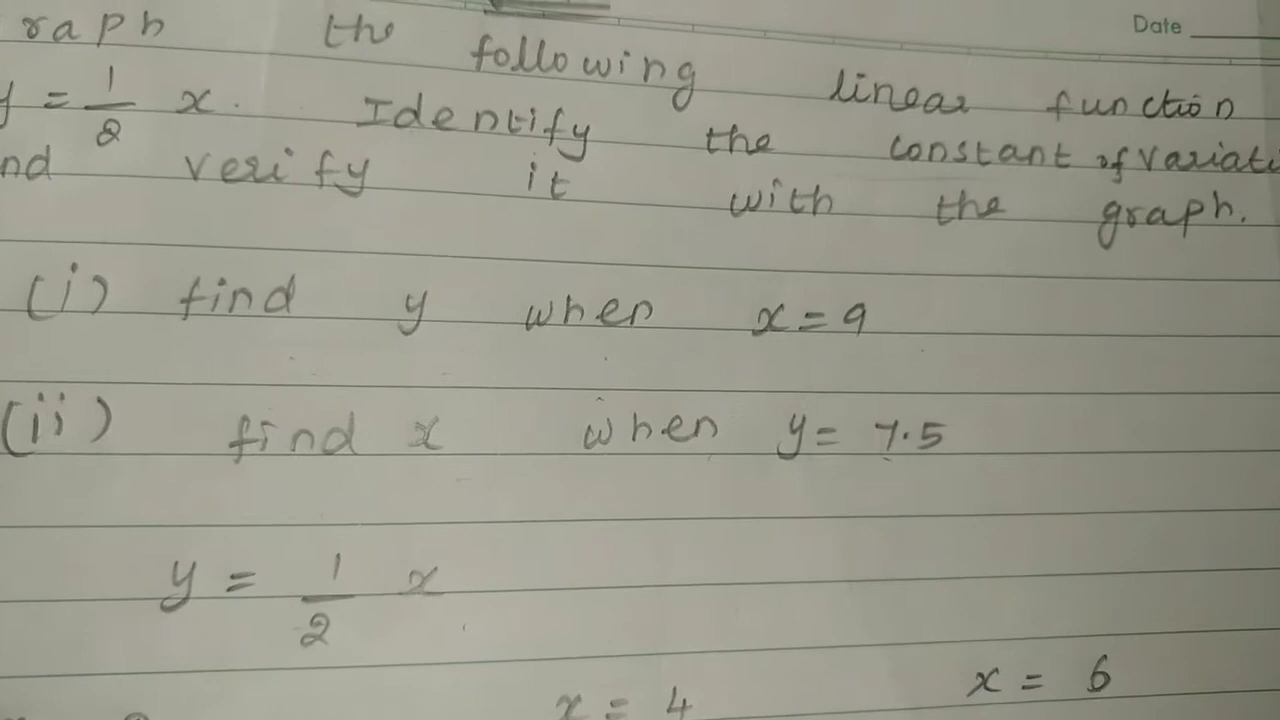 Date
raph the following linear function
y = 1/2 x. Identify the constant of variati
nd verify it with the graph.
(i) find y when x = 9
(ii) find x when y = 7.5
y = 1/2 x
x = 4 x = 6